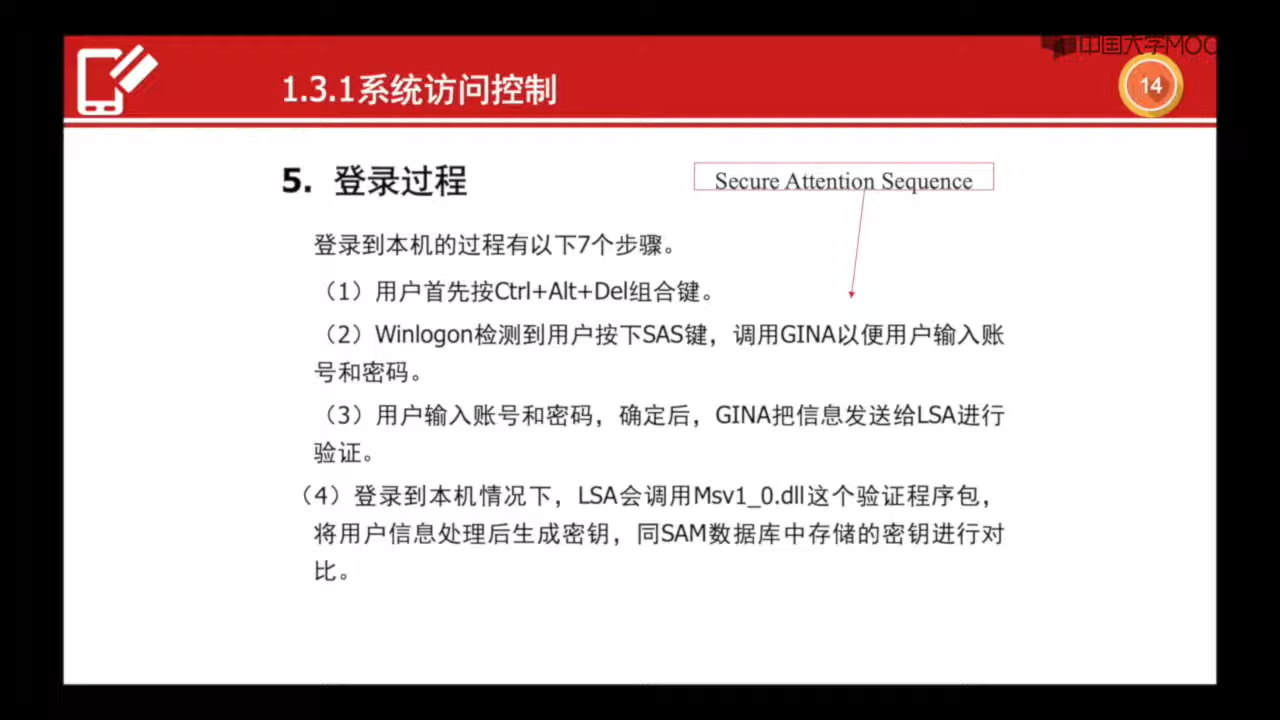 中国大学MOO
1.3.1系统访问控制
14
5. 登录过程
Secure Attention Sequence
登录到本机的过程有以下7个步骤。
（1）用户首先按Ctrl+Alt+Del组合键。
（2）Winlogon检测到用户按下SAS键，调用GINA以便用户输入账
号和密码。
（3）用户输入账号和密码，确定后，GINA把信息发送给LSA进行
验证。
（4）登录到本机情况下，LSA会调用Msv1_0.dll这个验证程序包，
将用户信息处理后生成密钥，同SAM数据库中存储的密钥进行对
比。